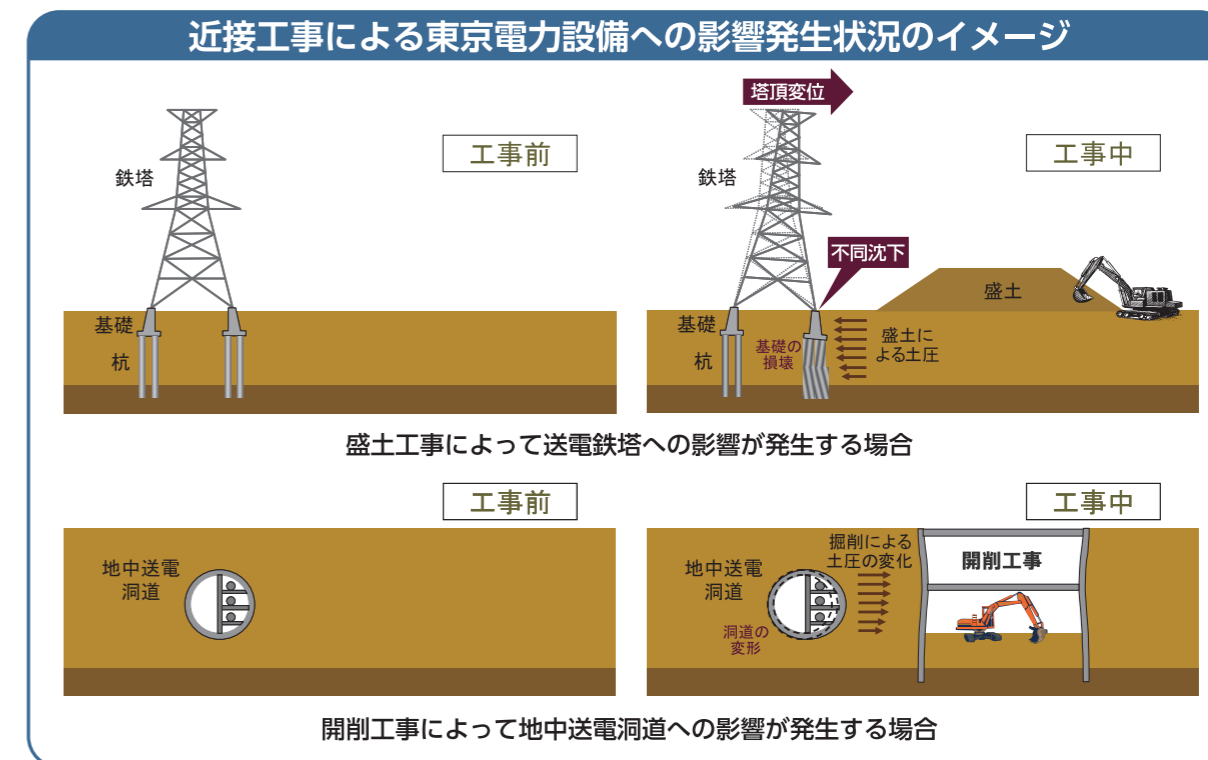 近接工事による東京電力設備への影響発生状況のイメージ
工事前
鉄塔
基礎
杭
塔頂変位
工事中
鉄塔
不同沈下
盛土
基礎
杭
基礎の
損壊
盛土に
よる土圧
盛土工事によって送電鉄塔への影響が発生する場合
工事前
地中送電
洞道
工事中
地中送電
洞道
掘削による
土圧の変化
開削工事
洞道の
変形
開削工事によって地中送電洞道への影響が発生する場合